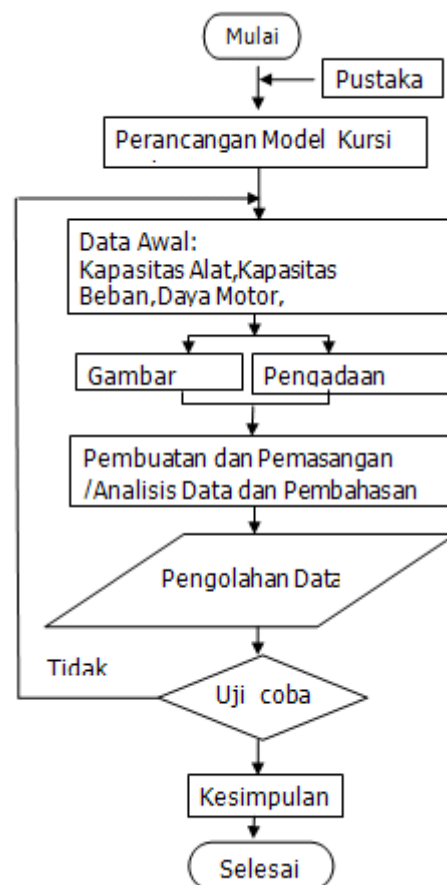 Mulai
Pustaka
Perancangan Model Kursi
Data Awal:
Kapasitas Alat,Kapasitas
Beban,Daya Motor,
Gambar
Pengadaan
Pembuatan dan Pemasangan
/Analisis Data dan Pembahasan
Pengolahan Data
Tidak
Uji coba
Kesimpulan
Selesai